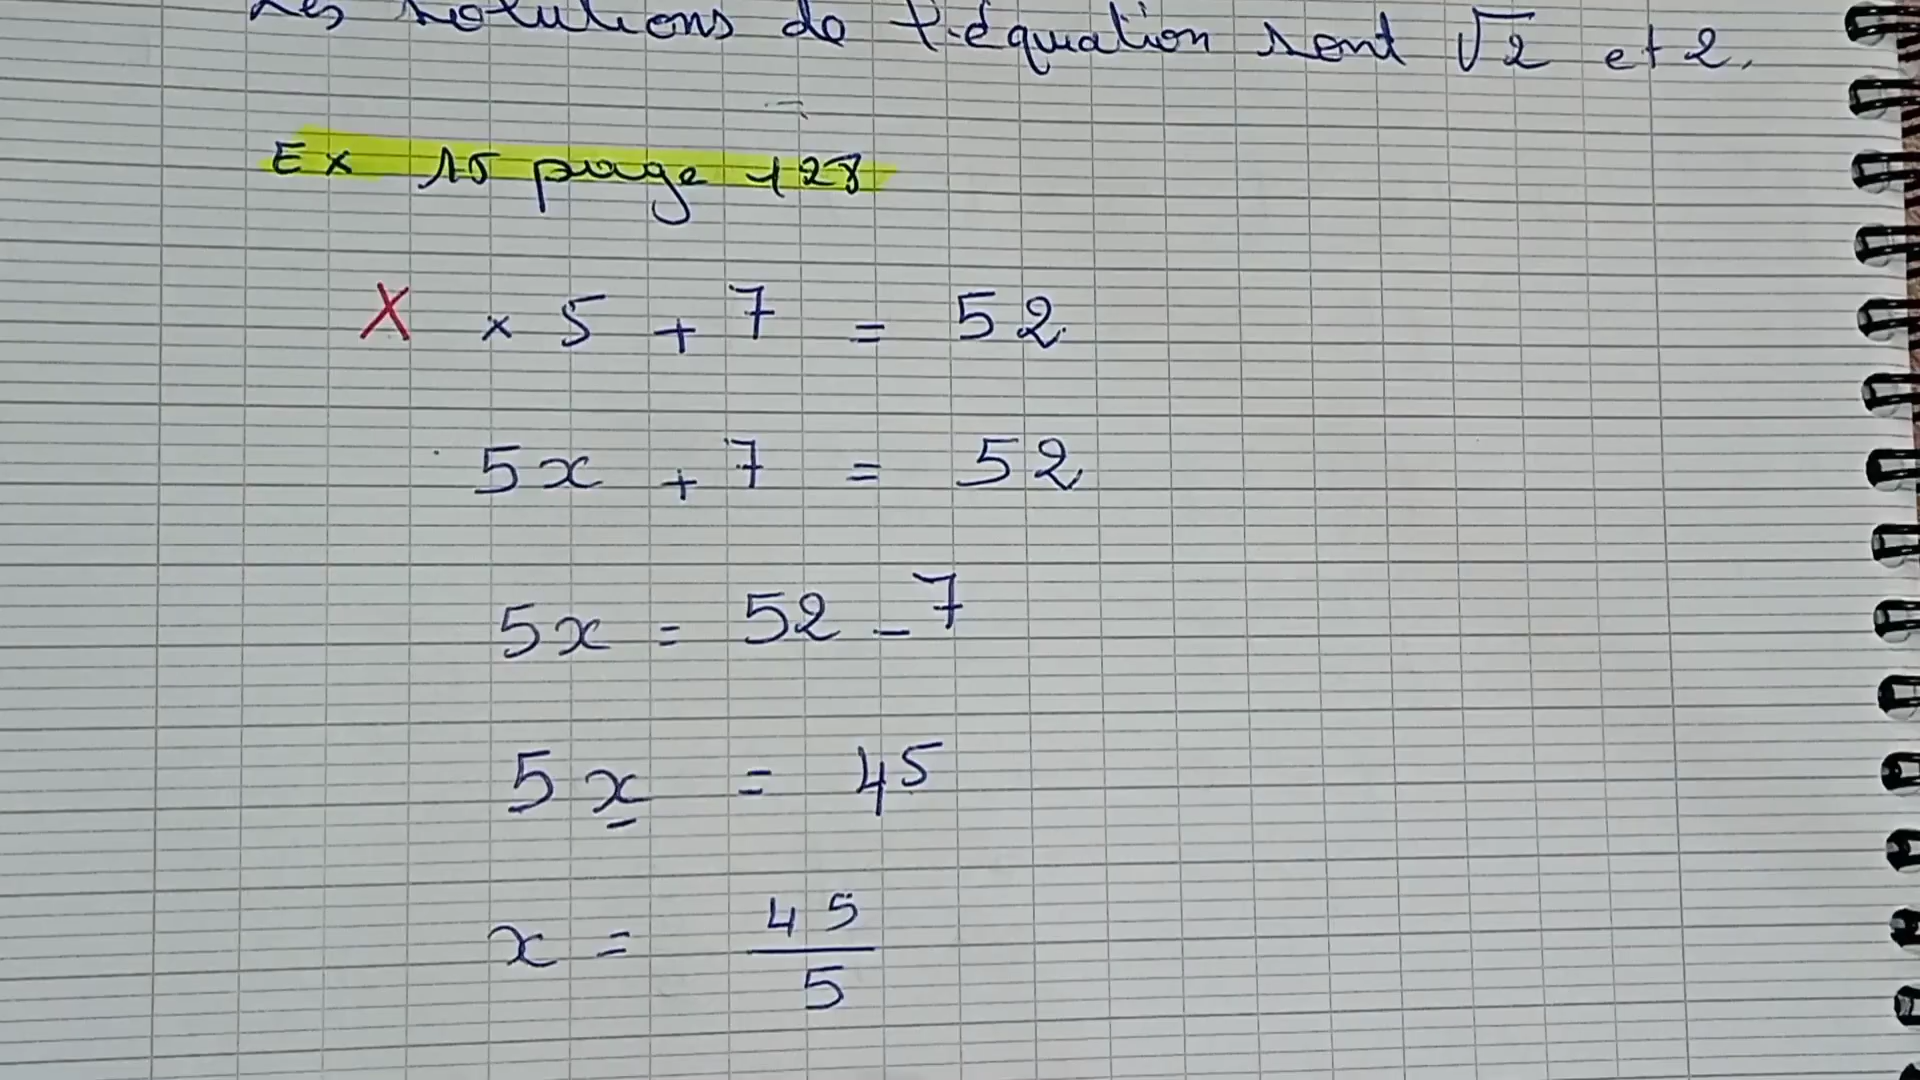 Les solutions de l'équation sont √2 et 2.
Ex 15 page 128
X × 5 + 7 = 52
5x + 7 = 52
5x = 52 - 7
5x = 45
x = 45/5